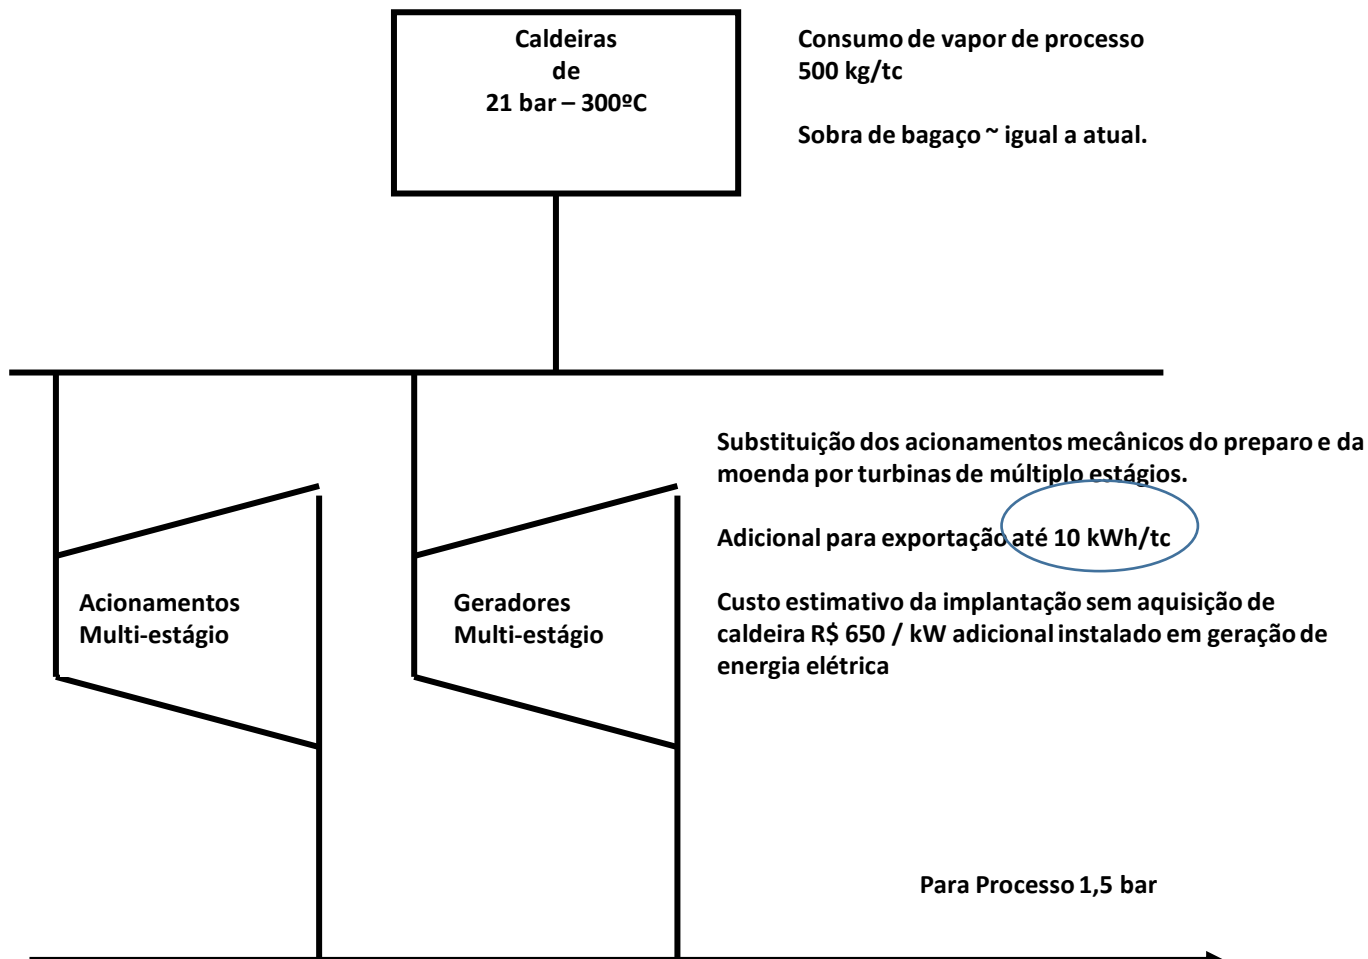 Caldeiras
de
21 bar – 300ºC
Consumo de vapor de processo
500 kg/tc
Sobra de bagaço ~ igual a atual.
Substituição dos acionamentos mecânicos do preparo e da
moenda por turbinas de múltiplo estágios.
Adicional para exportação até 10 kWh/tc
Custo estimativo da implantação sem aquisição de
caldeira R$ 650 / kW adicional instalado em geração de
energia elétrica
Acionamentos
Multi-estágio
Geradores
Multi-estágio
Para Processo 1,5 bar